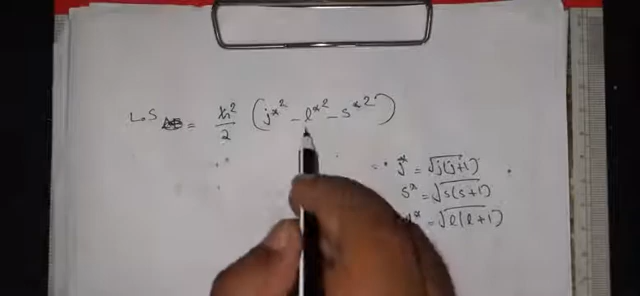 L.S = ħ²/2 (j*² - l*² - s*²)
j* = √j(j+1)
s* = √s(s+1)
* = √l(l+1)